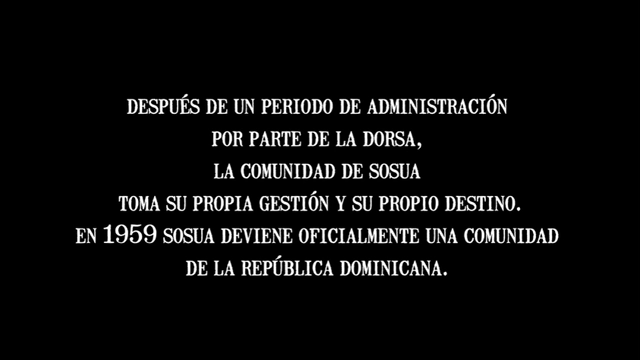 DESPUÉS DE UN PERIODO DE ADMINISTRACIÓN
POR PARTE DE LA DORSA,
LA COMUNIDAD DE SOSUA
TOMA SU PROPIA GESTIÓN Y SU PROPIO DESTINO.
EN 1959 SOSUA DEVIENE OFICIALMENTE UNA COMUNIDAD
DE LA REPÚBLICA DOMINICANA.